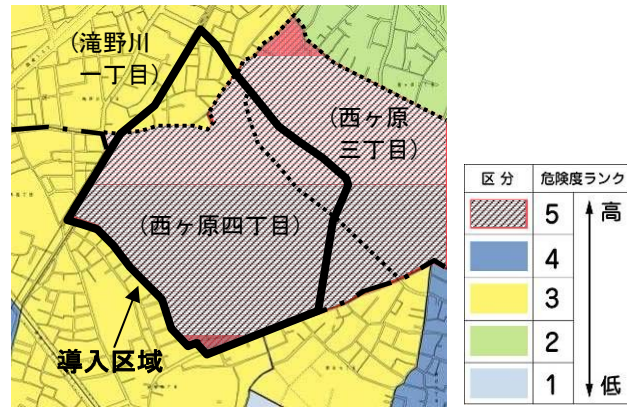 (滝野川
一丁目)
(西ヶ原
三丁目)
(西ヶ原四丁目)
導入区域
区分 危険度ランク
5 高
4
3
2
1 低